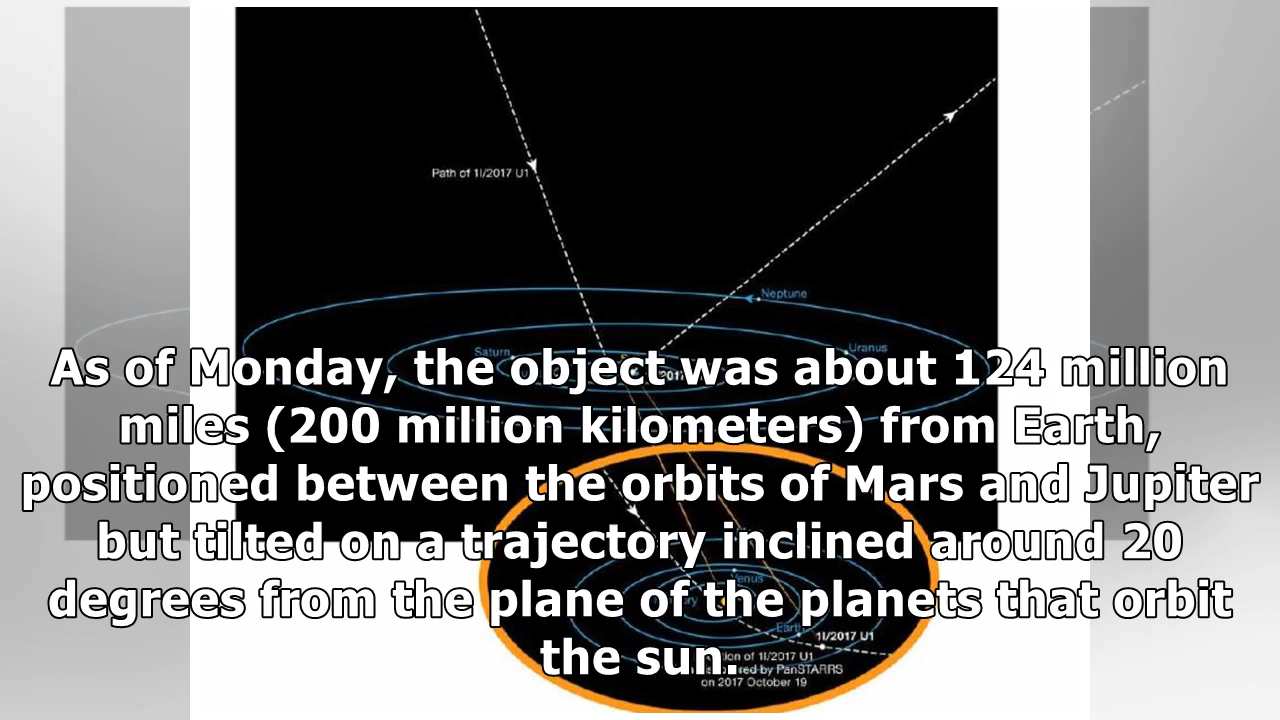 Path of 1I/2017 U1
Neptune
Saturn
Uranus
As of Monday, the object was about 124 million
miles (200 million kilometers) from Earth,
positioned between the orbits of Mars and Jupiter
but tilted on a trajectory inclined around 20
Venus
degrees from the plane of the planets that orbit
Earth
1I/2017 U1
the sun.
of 1I/2017 U1
by PanSTARRS
on 2017 October 19